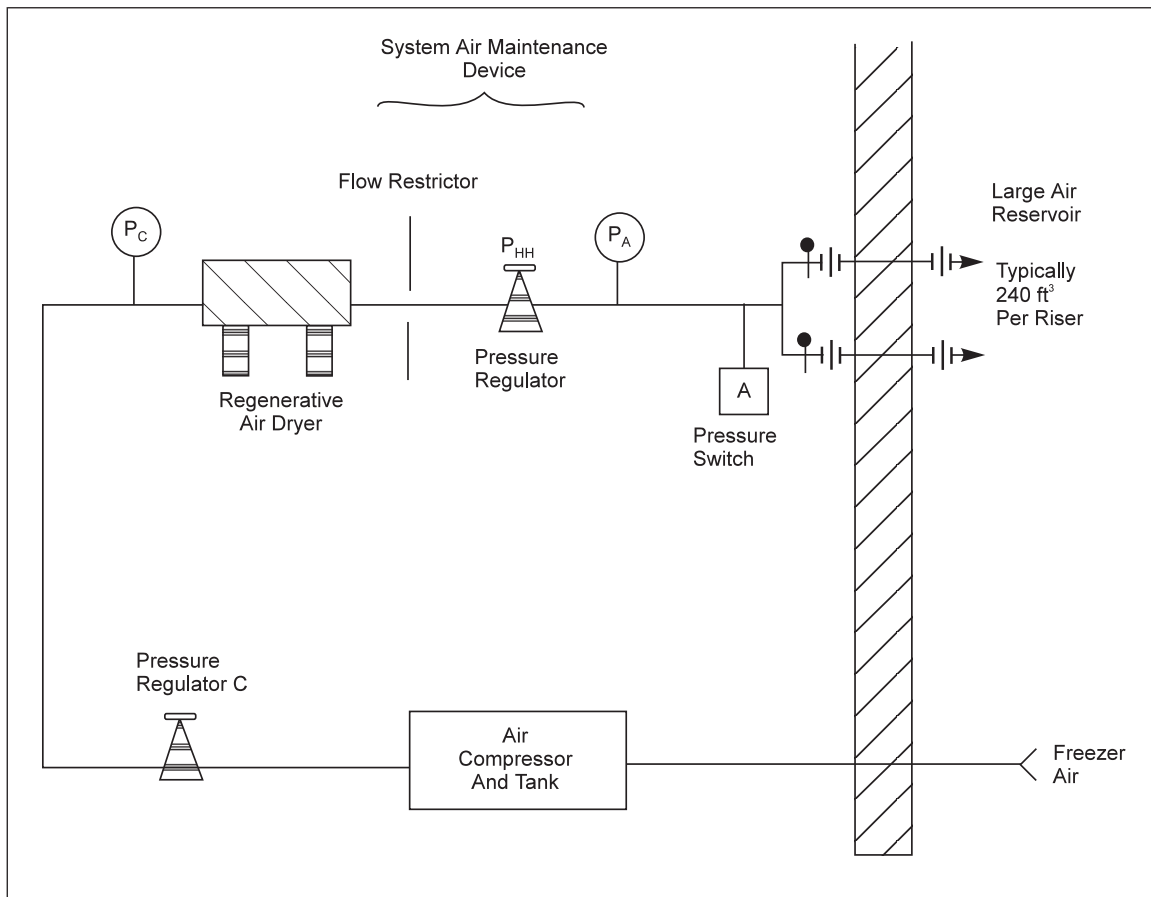 System Air Maintenance
Device
Flow Restrictor
Large Air
Reservoir
P_C
P_HH
P_A
Typically
240 ft³
Per Riser
Pressure
Regulator
A
Regenerative
Air Dryer
Pressure
Switch
Pressure
Regulator C
Air
Compressor
And Tank
Freezer
Air